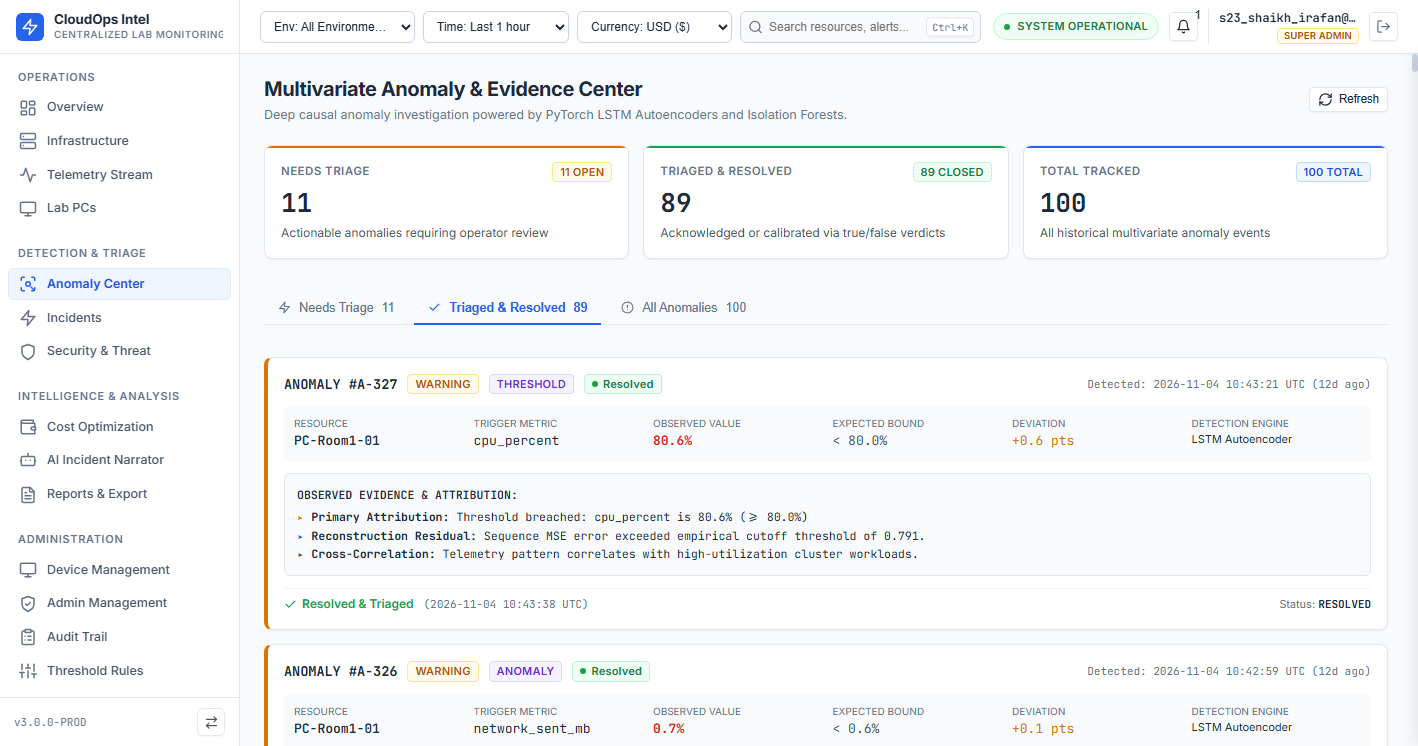 CloudOps Intel
CENTRALIZED LAB MONITORING
Env: All Environme...
Time: Last 1 hour
Currency: USD ($)
Search resources, alerts...
Ctrl+K
SYSTEM OPERATIONAL
1
s23_shaikh_irafan@...
SUPER ADMIN
OPERATIONS
Overview
Infrastructure
Telemetry Stream
Lab PCs
DETECTION & TRIAGE
Anomaly Center
Incidents
Security & Threat
INTELLIGENCE & ANALYSIS
Cost Optimization
AI Incident Narrator
Reports & Export
ADMINISTRATION
Device Management
Admin Management
Audit Trail
Threshold Rules
v3.0.0-PROD
Multivariate Anomaly & Evidence Center
Deep causal anomaly investigation powered by PyTorch LSTM Autoencoders and Isolation Forests.
Refresh
NEEDS TRIAGE
11 OPEN
11
Actionable anomalies requiring operator review
TRIAGED & RESOLVED
89 CLOSED
89
Acknowledged or calibrated via true/false verdicts
TOTAL TRACKED
100 TOTAL
100
All historical multivariate anomaly events
Needs Triage 11
Triaged & Resolved 89
All Anomalies 100
ANOMALY #A-327 WARNING THRESHOLD Resolved
Detected: 2026-11-04 10:43:21 UTC (12d ago)
RESOURCE
PC-Room1-01
TRIGGER METRIC
cpu_percent
OBSERVED VALUE
80.6%
EXPECTED BOUND
< 80.0%
DEVIATION
+0.6 pts
DETECTION ENGINE
LSTM Autoencoder
OBSERVED EVIDENCE & ATTRIBUTION:
▸ Primary Attribution: Threshold breached: cpu_percent is 80.6% (≥ 80.0%)
▸ Reconstruction Residual: Sequence MSE error exceeded empirical cutoff threshold of 0.791.
▸ Cross-Correlation: Telemetry pattern correlates with high-utilization cluster workloads.
Resolved & Triaged (2026-11-04 10:43:38 UTC)
Status: RESOLVED
ANOMALY #A-326 WARNING ANOMALY Resolved
Detected: 2026-11-04 10:42:59 UTC (12d ago)
RESOURCE
PC-Room1-01
TRIGGER METRIC
network_sent_mb
OBSERVED VALUE
0.7%
EXPECTED BOUND
< 0.6%
DEVIATION
+0.1 pts
DETECTION ENGINE
LSTM Autoencoder